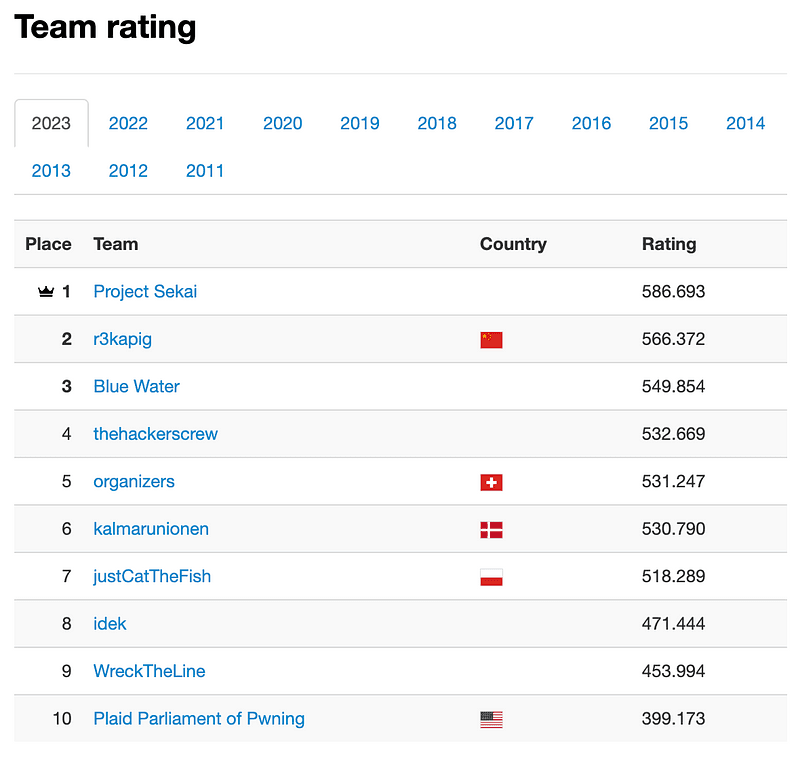 Team rating
2023 2022 2021 2020 2019 2018 2017 2016 2015 2014
2013 2012 2011
Place Team Country Rating
1 Project Sekai 586.693
2 r3kapig 566.372
3 Blue Water 549.854
4 thehackerscrew 532.669
5 organizers 531.247
6 kalmarunionen 530.790
7 justCatTheFish 518.289
8 idek 471.444
9 WreckTheLine 453.994
10 Plaid Parliament of Pwning 399.173